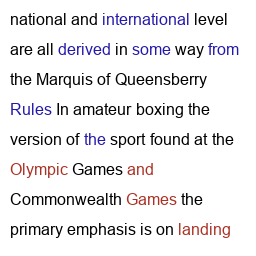 national and international level
are all derived in some way from
the Marquis of Queensberry
Rules In amateur boxing the
version of the sport found at the
Olympic Games and
Commonwealth Games the
primary emphasis is on landing